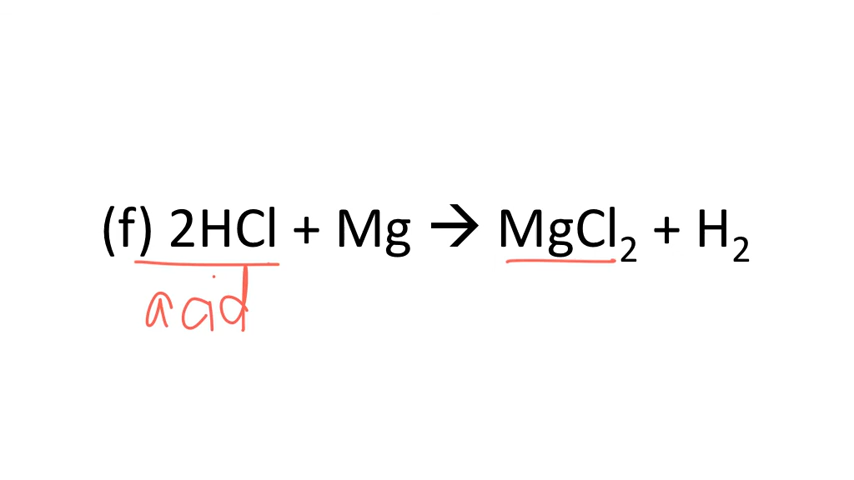 (f) 2HCl + Mg → MgCl₂ + H₂
acid